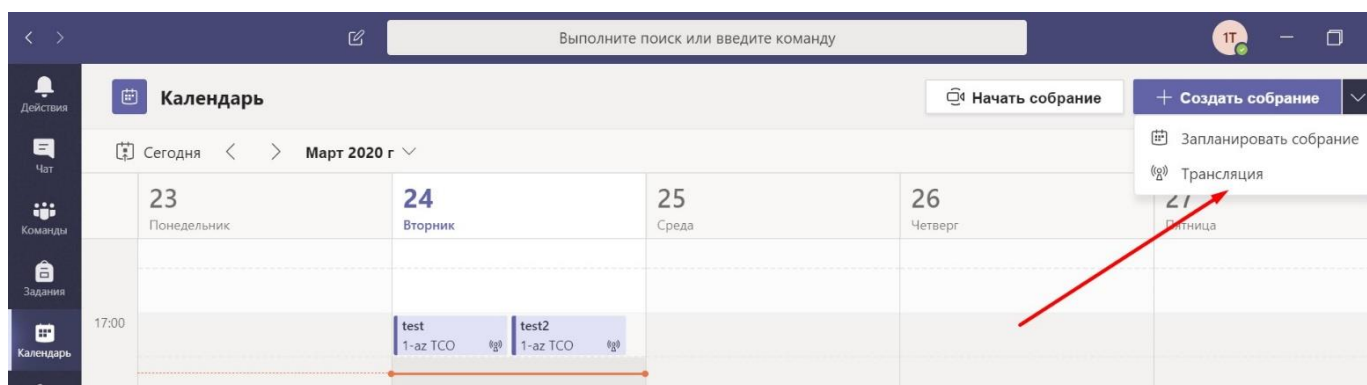 Выполните поиск или введите команду
1T
Действия
Календарь
Начать собрание
+ Создать собрание
Запланировать собрание
Трансляция
Чат
Сегодня
Март 2020 г
23
Понедельник
24
Вторник
25
Среда
26
Четверг
27
Пятница
Команды
Задания
17:00
test
1-az TCO
test2
1-az TCO
Календарь